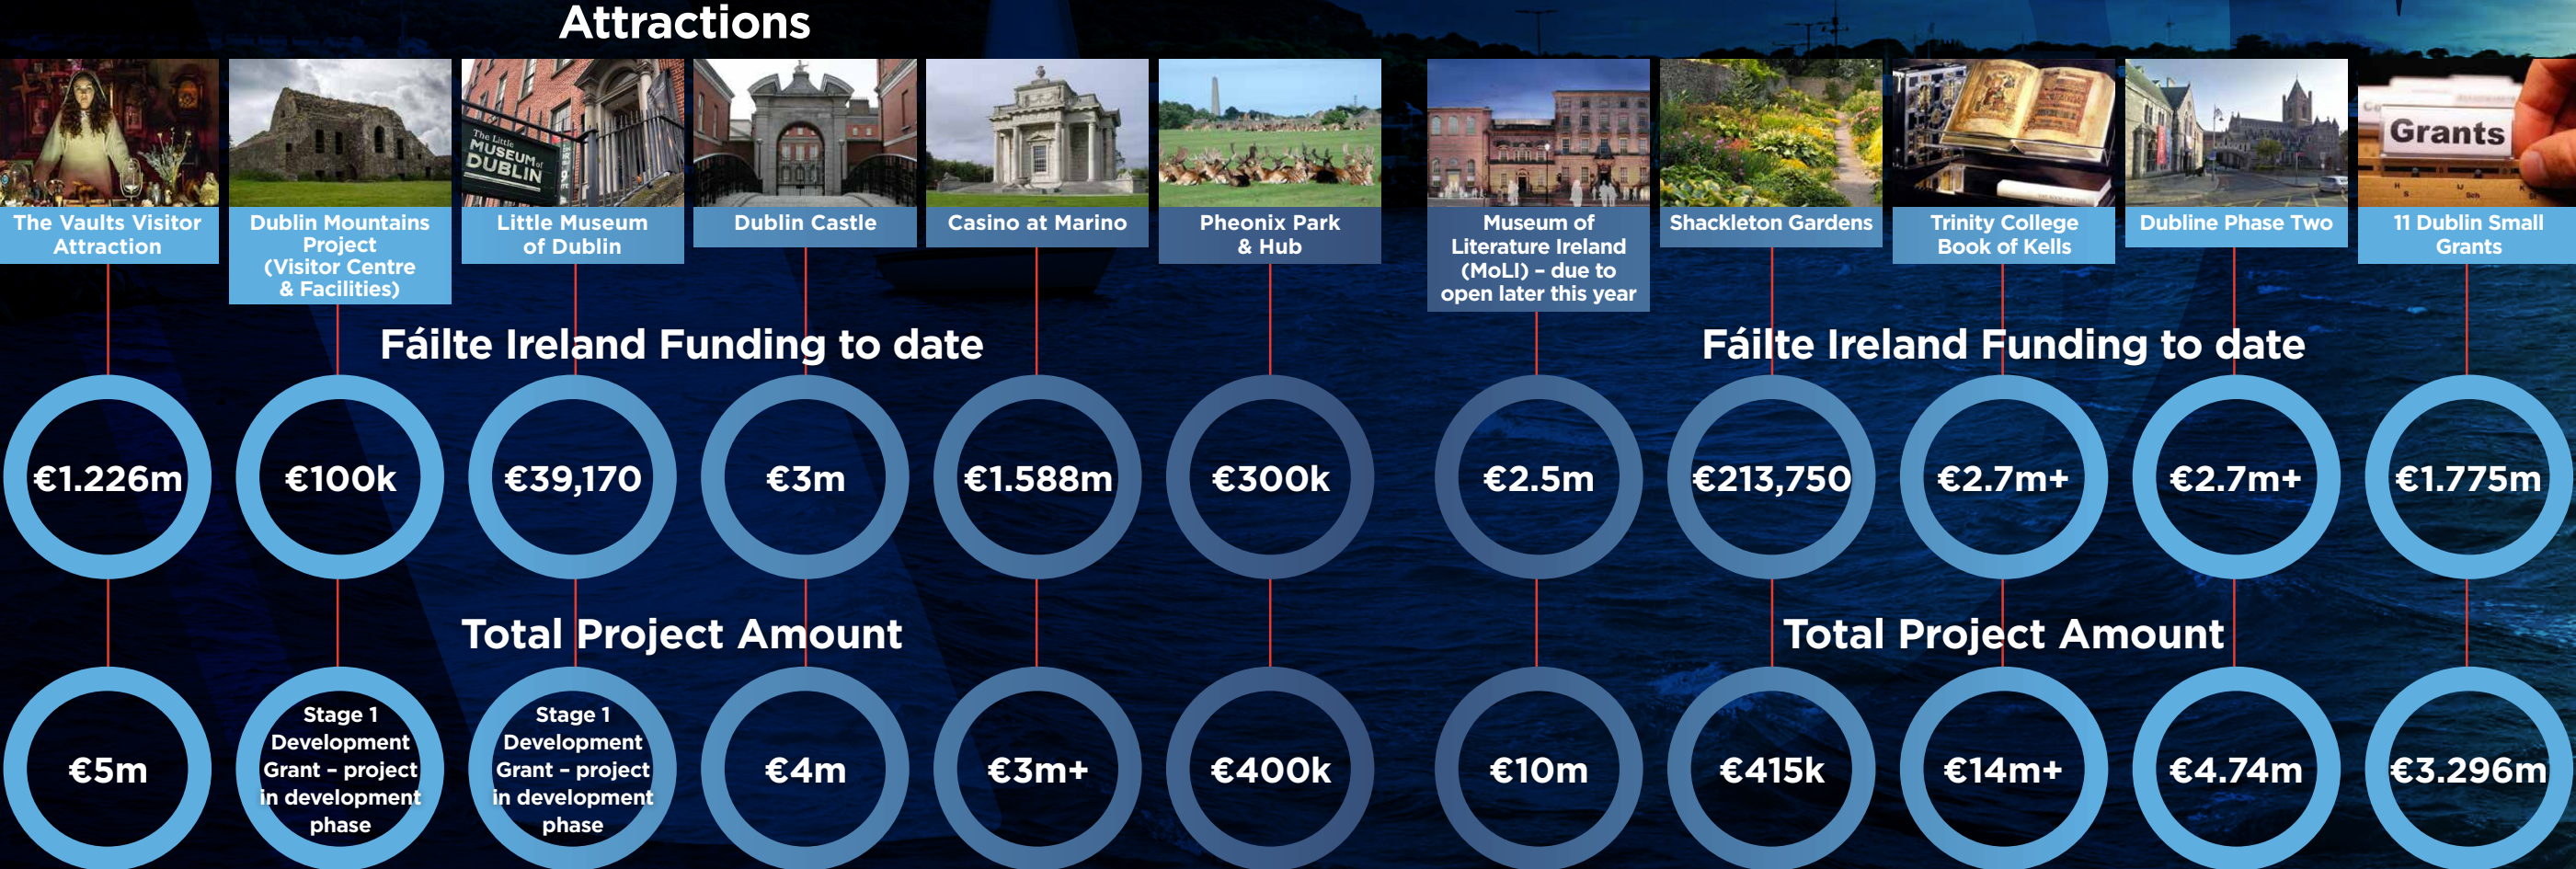 Attractions
The Little
MUSEUM of
DUBLIN
Grants
The Vaults Visitor
Attraction
Dublin Mountains
Project
(Visitor Centre
& Facilities)
Little Museum
of Dublin
Dublin Castle
Casino at Marino
Pheonix Park
& Hub
Museum of
Literature Ireland
(MoLI) – due to
open later this year
Shackleton Gardens
Trinity College
Book of Kells
Dubline Phase Two
11 Dublin Small
Grants
Fáilte Ireland Funding to date
Fáilte Ireland Funding to date
€1.226m
€100k
€39,170
€3m
€1.588m
€300k
€2.5m
€213,750
€2.7m+
€2.7m+
€1.775m
Total Project Amount
Total Project Amount
€5m
Stage 1
Development
Grant – project
in development
phase
Stage 1
Development
Grant – project
in development
phase
€4m
€3m+
€400k
€10m
€415k
€14m+
€4.74m
€3.296m